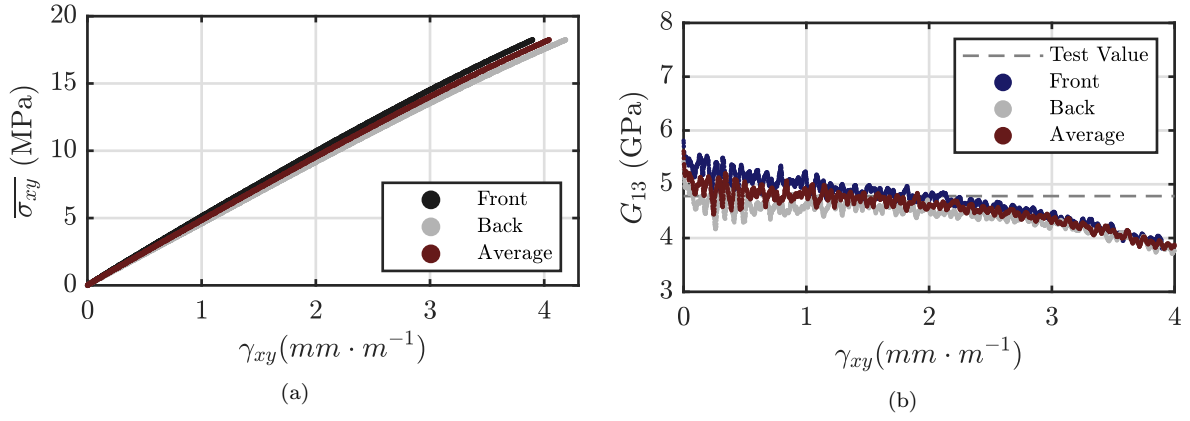 20
15
10
5
0
0 1 2 3 4
σ̅x̅y̅ (MPa)
γxy(mm · m⁻¹)
Front
Back
Average
(a)
8
7
6
5
4
3
0 1 2 3 4
G13 (GPa)
γxy(mm · m⁻¹)
Test Value
Front
Back
Average
(b)